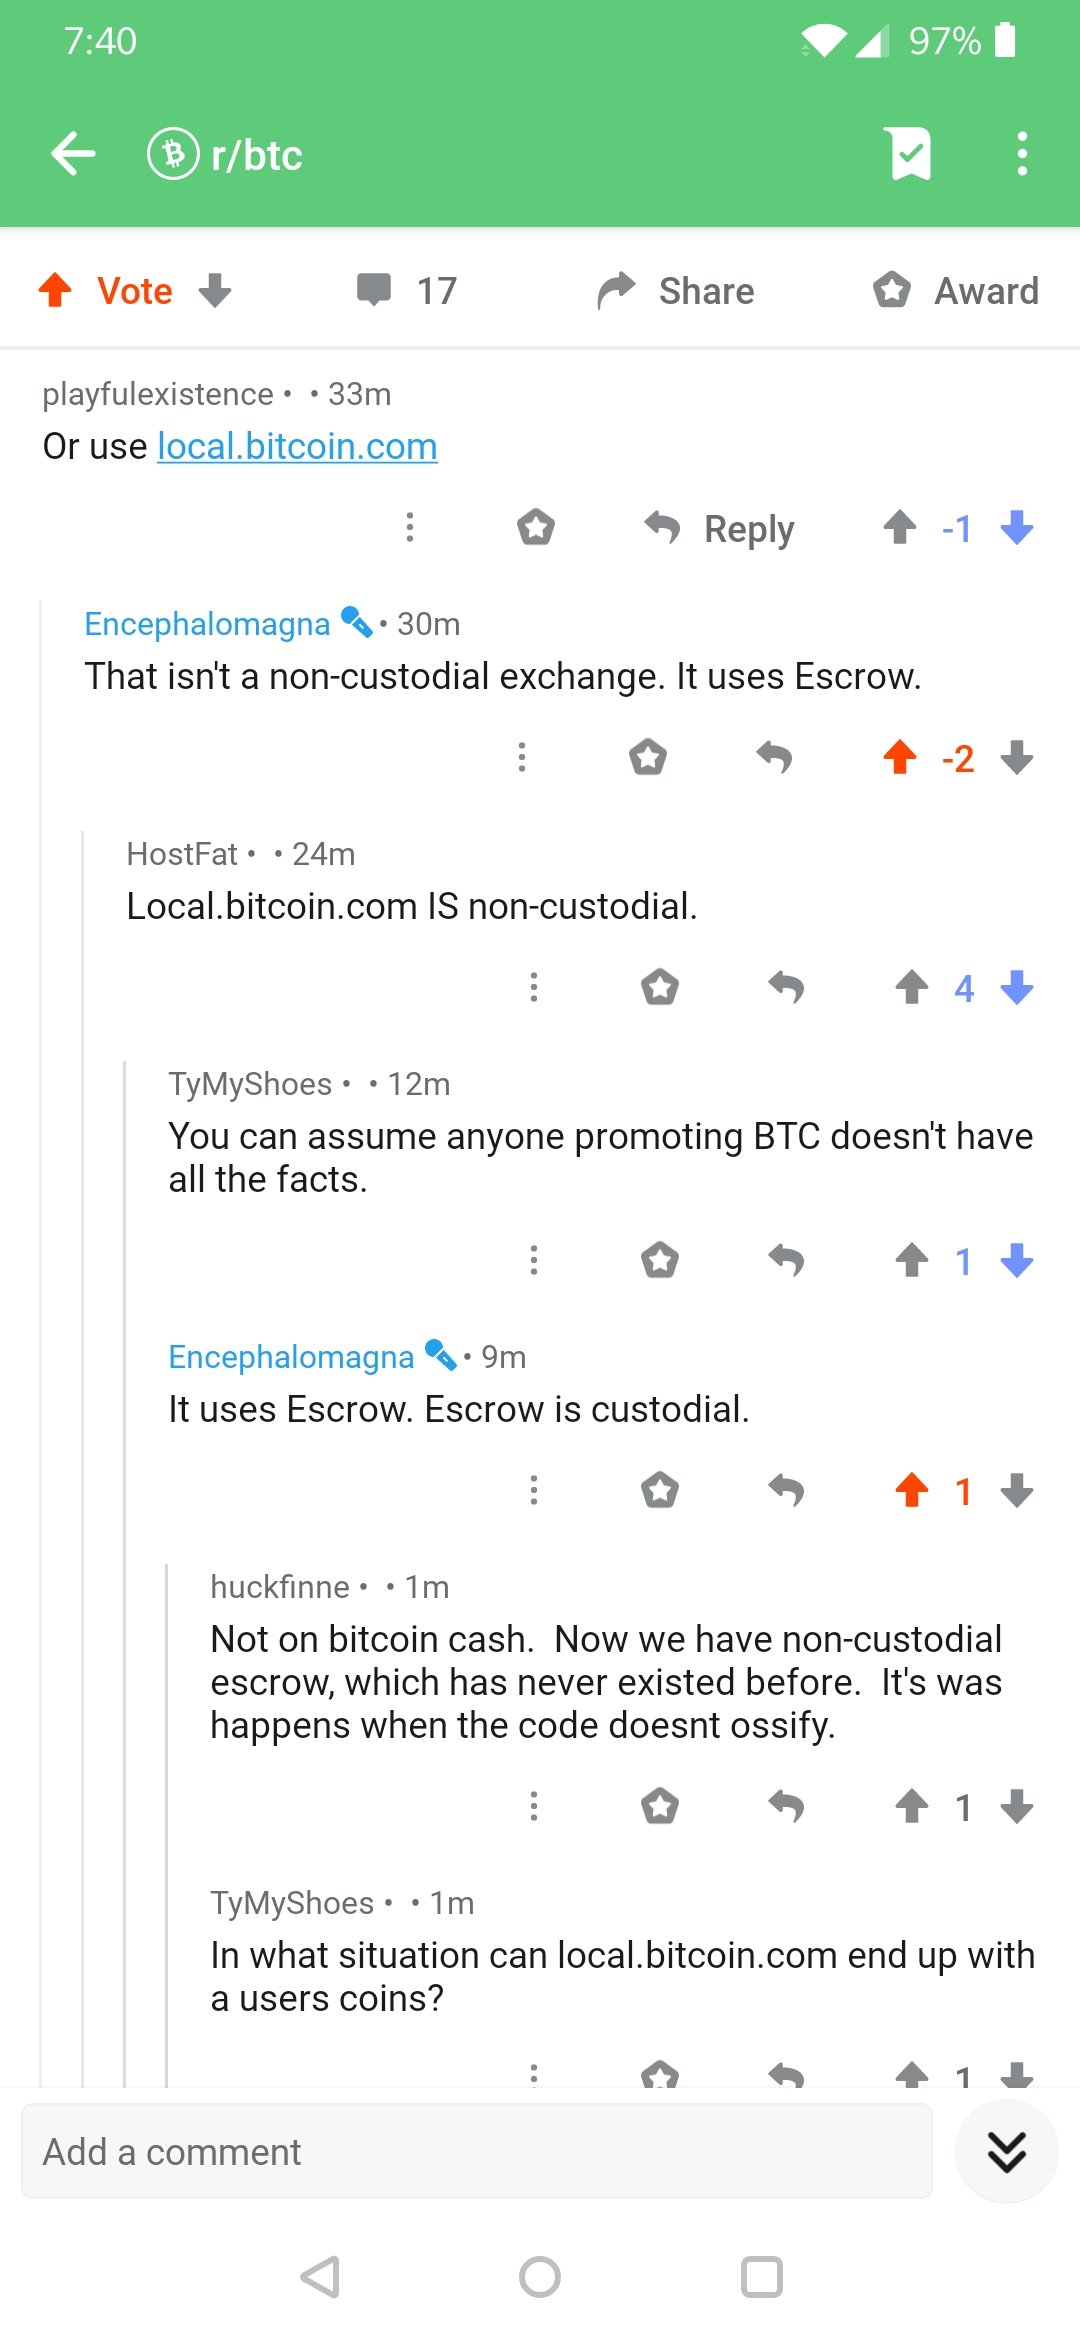 7:40
97%
r/btc
Vote
17
Share
Award
playfulexistence • • 33m
Or use local.bitcoin.com
Reply
-1
Encephalomagna • 30m
That isn't a non-custodial exchange. It uses Escrow.
-2
HostFat • • 24m
Local.bitcoin.com IS non-custodial.
4
TyMyShoes • • 12m
You can assume anyone promoting BTC doesn't have
all the facts.
1
Encephalomagna • 9m
It uses Escrow. Escrow is custodial.
1
huckfinne • • 1m
Not on bitcoin cash.  Now we have non-custodial
escrow, which has never existed before.  It's was
happens when the code doesnt ossify.
1
TyMyShoes • • 1m
In what situation can local.bitcoin.com end up with
a users coins?
1
Add a comment